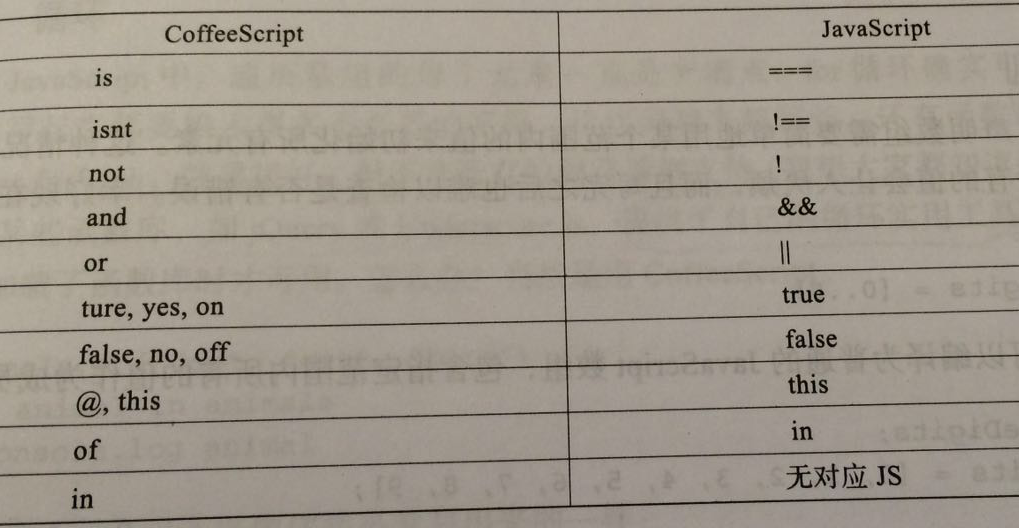 CoffeeScript JavaScript
is ===
isnt !==
not !
and &&
or ||
ture, yes, on true
false, no, off false
@, this this
of in
in 无对应 JS